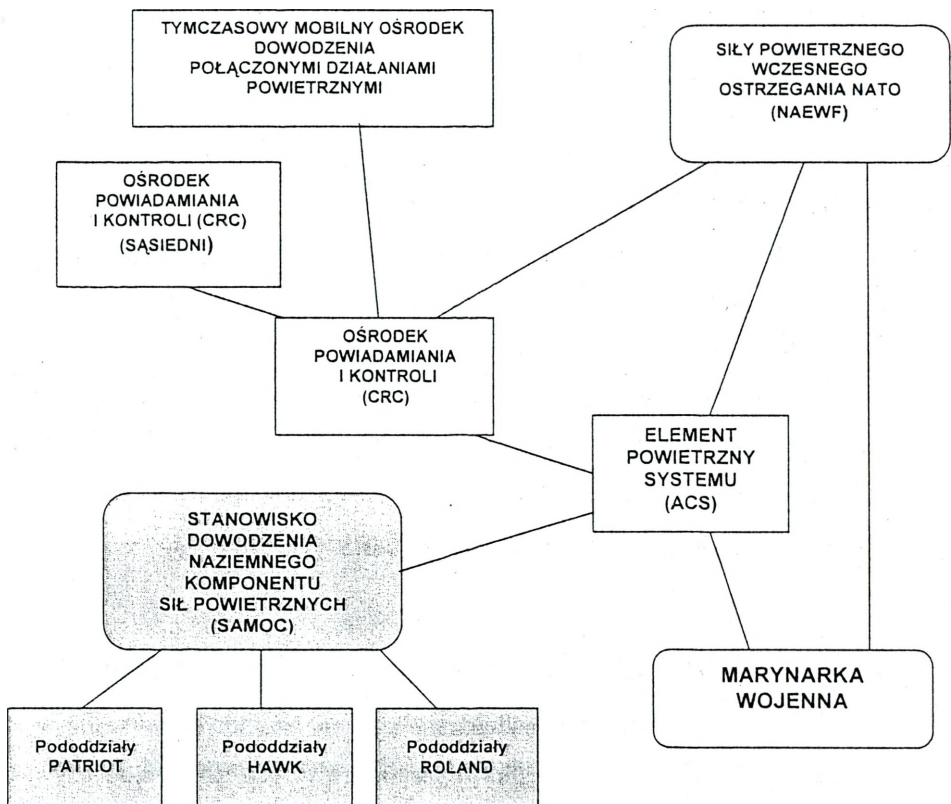 TYMCZASOWY MOBILNY OŚRODEK
DOWODZENIA
POŁĄCZONYMI DZIAŁANIAMI
POWIETRZNYMI
SIŁY POWIETRZNEGO
WCZESNEGO
OSTRZEGANIA NATO
(NAEWF)
OŚRODEK
POWIADAMIANIA
I KONTROLI (CRC)
(SĄSIEDNI)
OŚRODEK
POWIADAMIANIA
I KONTROLI
(CRC)
ELEMENT
POWIETRZNY
SYSTEMU
(ACS)
STANOWISKO
DOWODZENIA
NAZIEMNEGO
KOMPONENTU
SIŁ POWIETRZNYCH
(SAMOC)
MARYNARKA
WOJENNA
Pododdziały
PATRIOT
Pododdziały
HAWK
Pododdziały
ROLAND